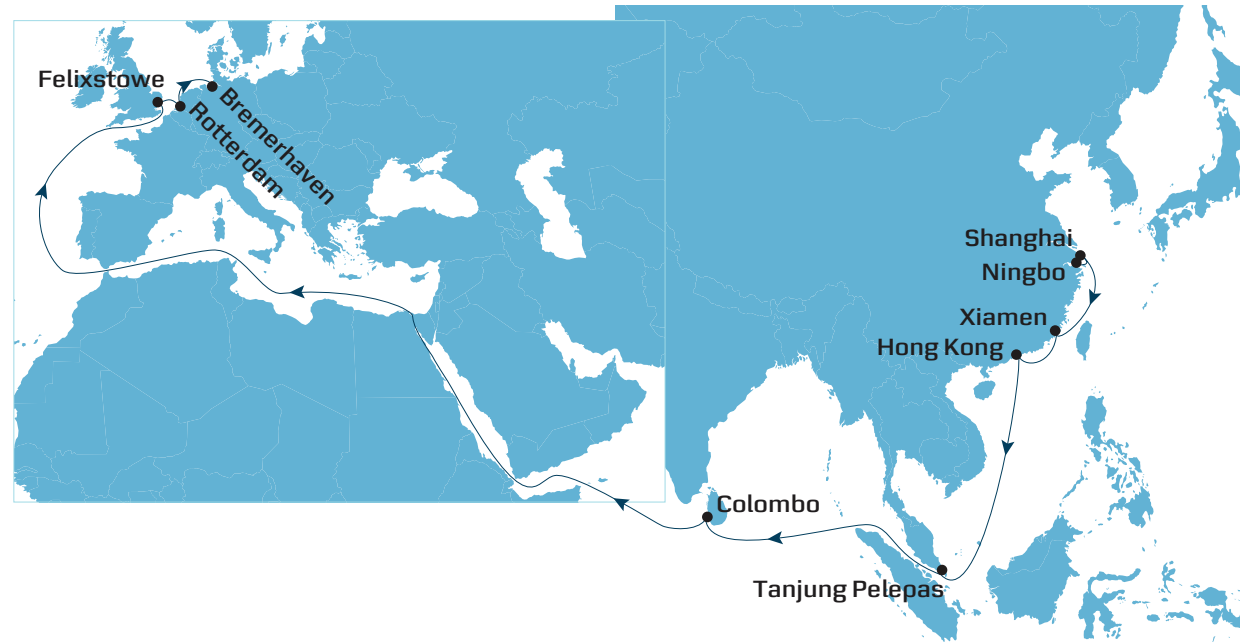 Felixstowe
Bremerhaven
Rotterdam
Shanghai
Ningbo
Xiamen
Hong Kong
Colombo
Tanjung Pelepas